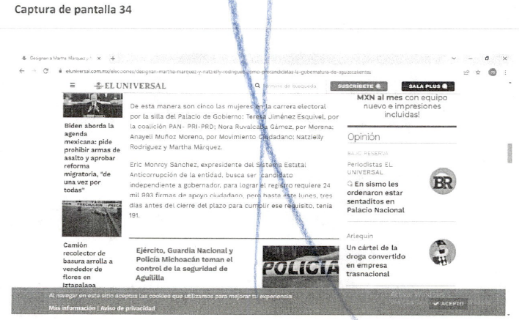 Captura de pantalla 34
EL UNIVERSAL
SUSCRÍBETE
SALA PLUS
Biden aborda la
agenda
mexicana: pide
prohibir armas de
asalto y aprobar
reforma
migratoria, "de
una vez por
todas"
Camión
recolector de
basura arrolla a
vendedor de
flores en
Iztapalapa
De esta manera son cinco las mujeres en la carrera electoral
por la silla del Palacio de Gobierno: Teresa Jiménez Esquivel, por
la coalición PAN- PRI-PRD; Nora Ruvalcaba Gámez, por Morena,
Anayeli Muñoz Moreno, por Movimiento Ciudadano; Natzielly
Rodríguez y Martha Márquez.
Eric Monroy Sánchez, expresidente del Sistema Estatal
Anticorrupción de la entidad, busca ser candidato
independiente a gobernador, para lograr el registro requiere 24
mil 893 firmas de apoyo ciudadano, pero hasta este lunes, tres
días antes del cierre del plazo para cumplir ese requisito, tenía
191.
Ejército, Guardia Nacional y
Policía Michoacán toman el
control de la seguridad de
Aguililla
POLICIA
MXN al mes con equipo
nuevo e impresiones
incluidas!
Opinión
BAJO RESERVA
Periodistas EL
UNIVERSAL
En sismo les
ordenaron estar
sentaditos en
Palacio Nacional
BR
Arlequín
Un cártel de la
droga convertido
en empresa
trasnacional
Al navegar en este sitio aceptas las cookies que utilizamos para mejorar tu experiencia
Más información | Aviso de privacidad
ACEPTO